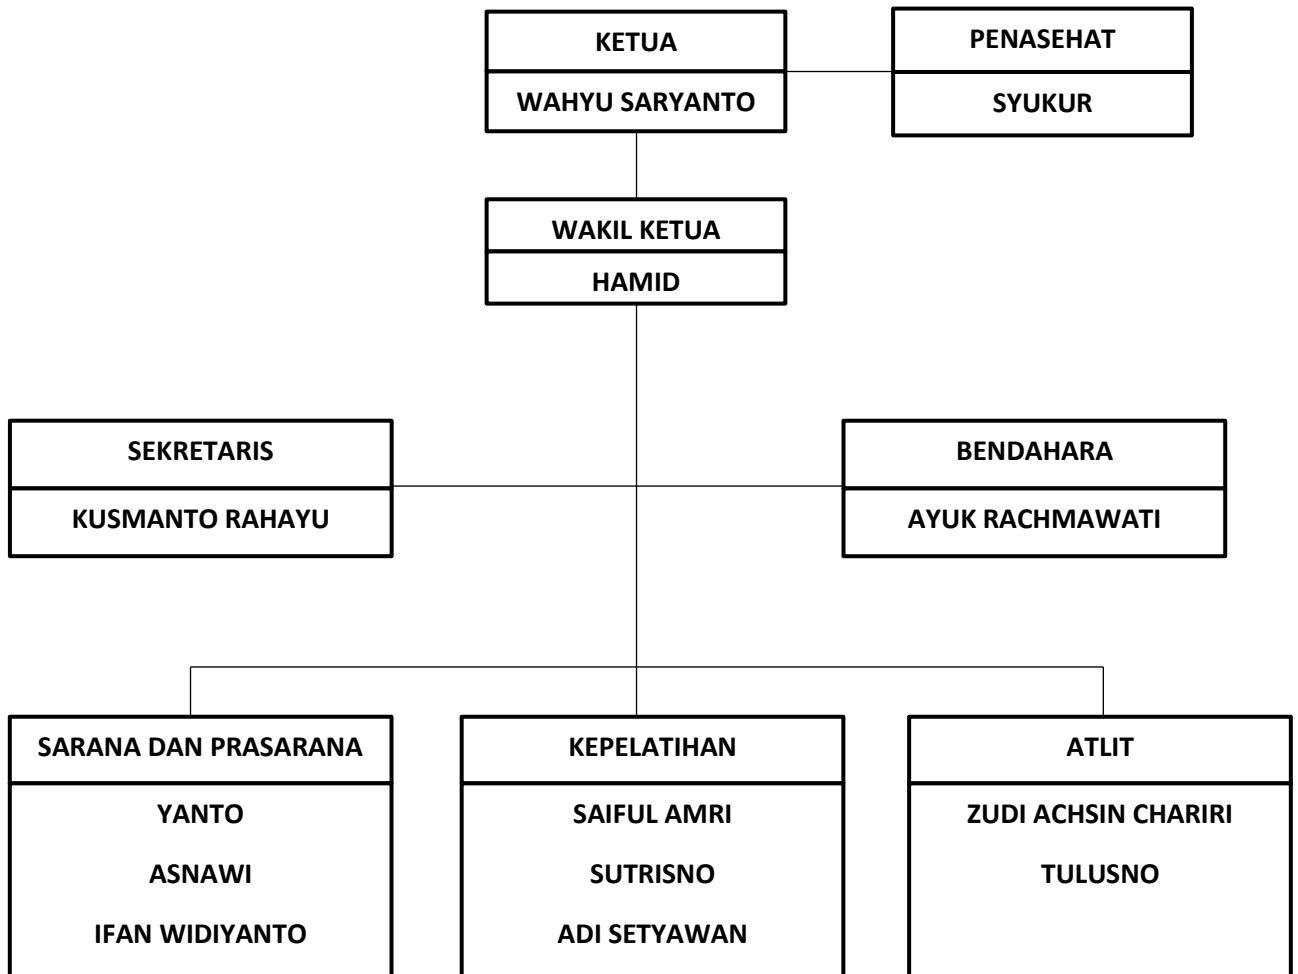 KETUA
WAHYU SARYANTO
PENASEHAT
SYUKUR
WAKIL KETUA
HAMID
SEKRETARIS
KUSMANTO RAHAYU
BENDAHARA
AYUK RACHMAWATI
SARANA DAN PRASARANA
YANTO
ASNAWI
IFAN WIDIYANTO
KEPELATIHAN
SAIFUL AMRI
SUTRISNO
ADI SETYAWAN
ATLIT
ZUDI ACHSIN CHARIRI
TULUSNO